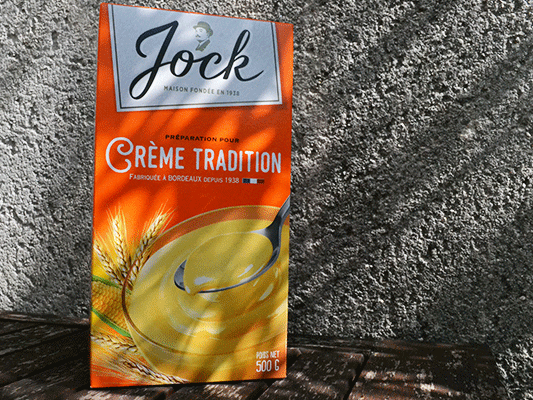 Jock
MAISON FONDÉE EN 1938
PRÉPARATION POUR
CRÈME TRADITION
FABRIQUÉE À BORDEAUX DEPUIS 1938
POIDS NET
500 G